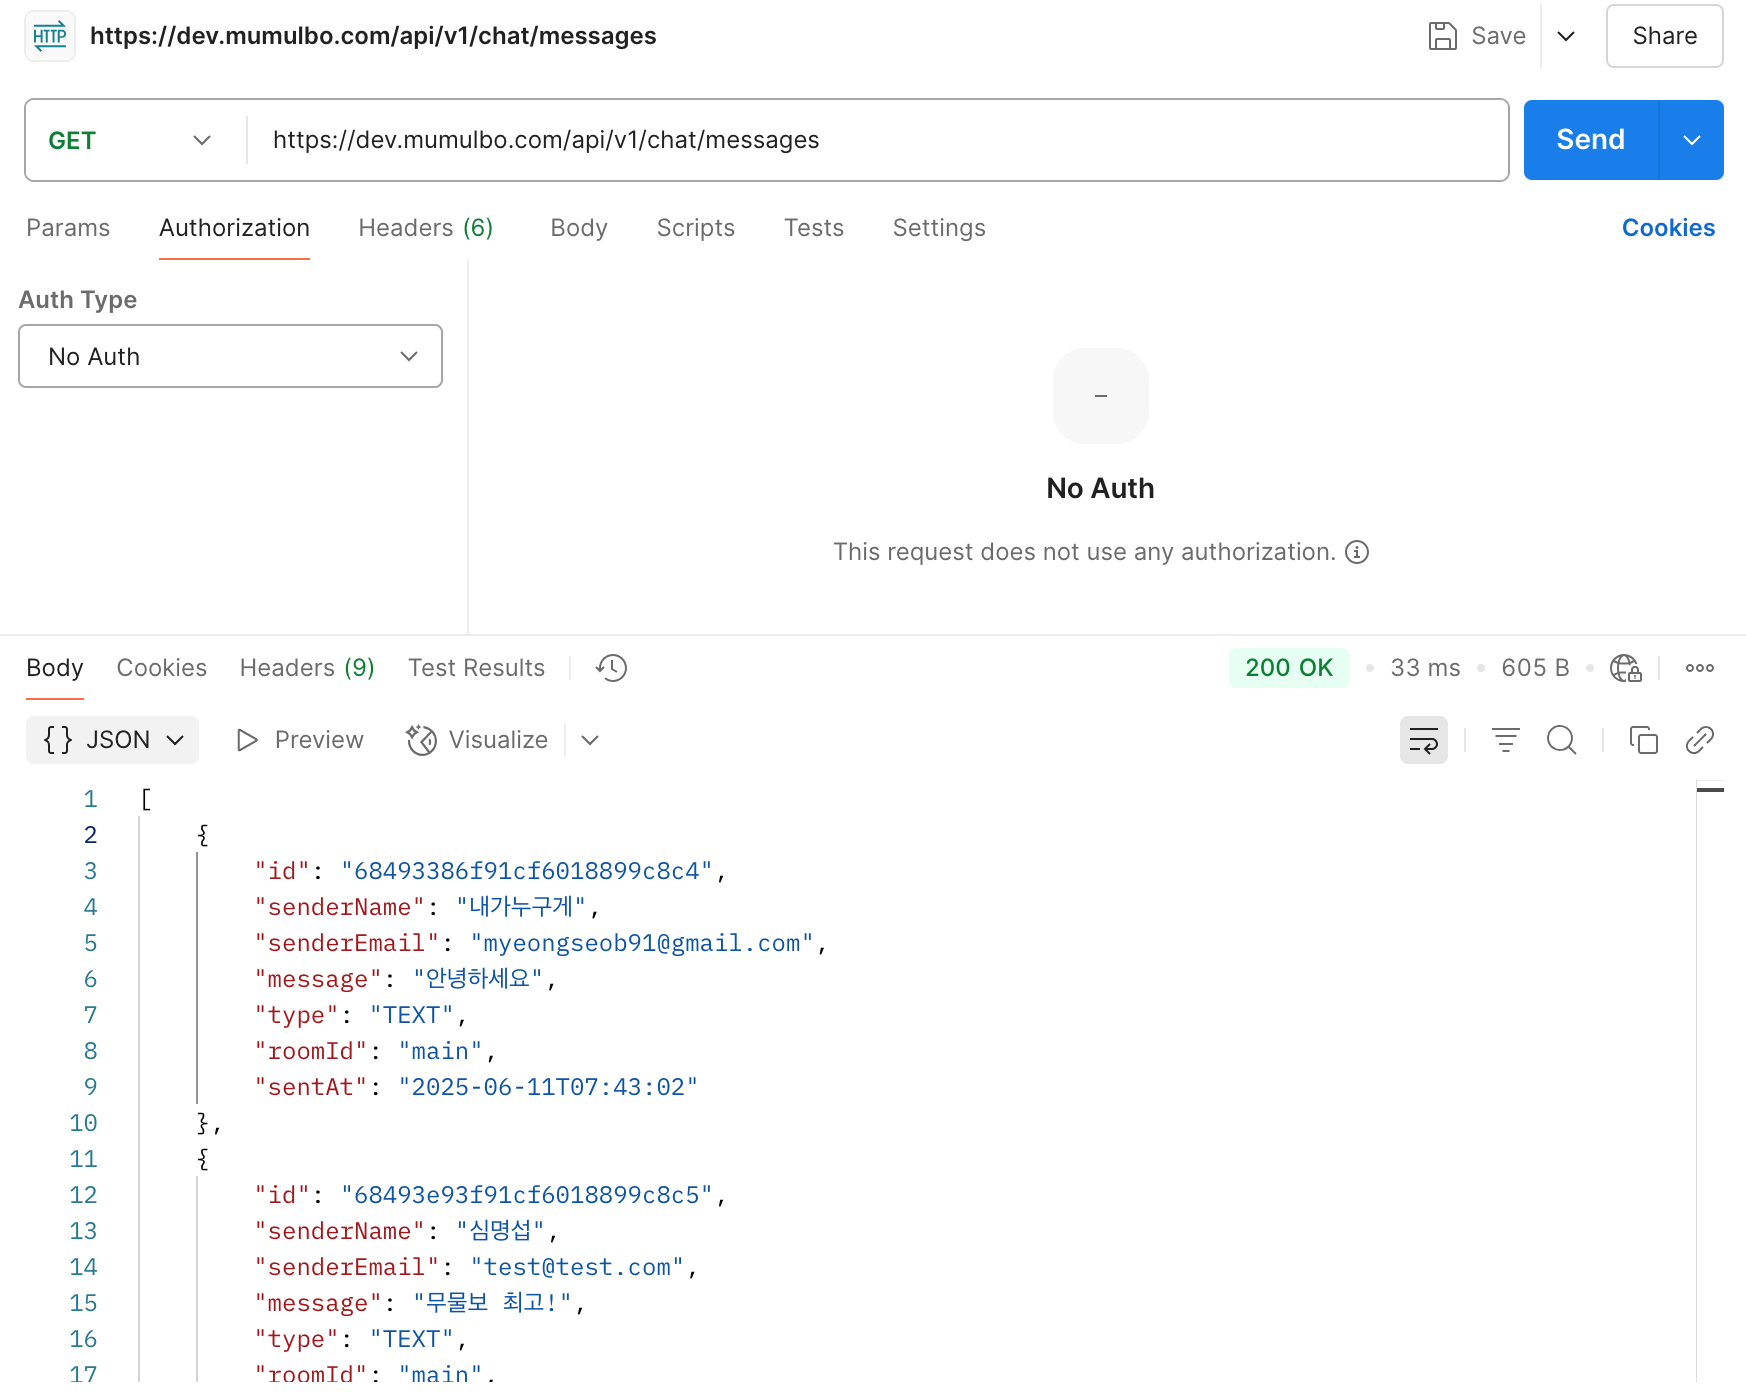 HTTP https://dev.mumulbo.com/api/v1/chat/messages Save Share
GET https://dev.mumulbo.com/api/v1/chat/messages Send
Params Authorization Headers (6) Body Scripts Tests Settings Cookies
Auth Type
No Auth
No Auth
This request does not use any authorization.
Body Cookies Headers (9) Test Results 200 OK • 33 ms • 605 B
{} JSON Preview Visualize
1 [
2 {
3 "id": "68493386f91cf6018899c8c4",
4 "senderName": "내가누구게",
5 "senderEmail": "myeongseob91@gmail.com",
6 "message": "안녕하세요",
7 "type": "TEXT",
8 "roomId": "main",
9 "sentAt": "2025-06-11T07:43:02"
10 },
11 {
12 "id": "68493e93f91cf6018899c8c5",
13 "senderName": "심명섭",
14 "senderEmail": "test@test.com",
15 "message": "무물보 최고!",
16 "type": "TEXT",
17 "roomId": "main",